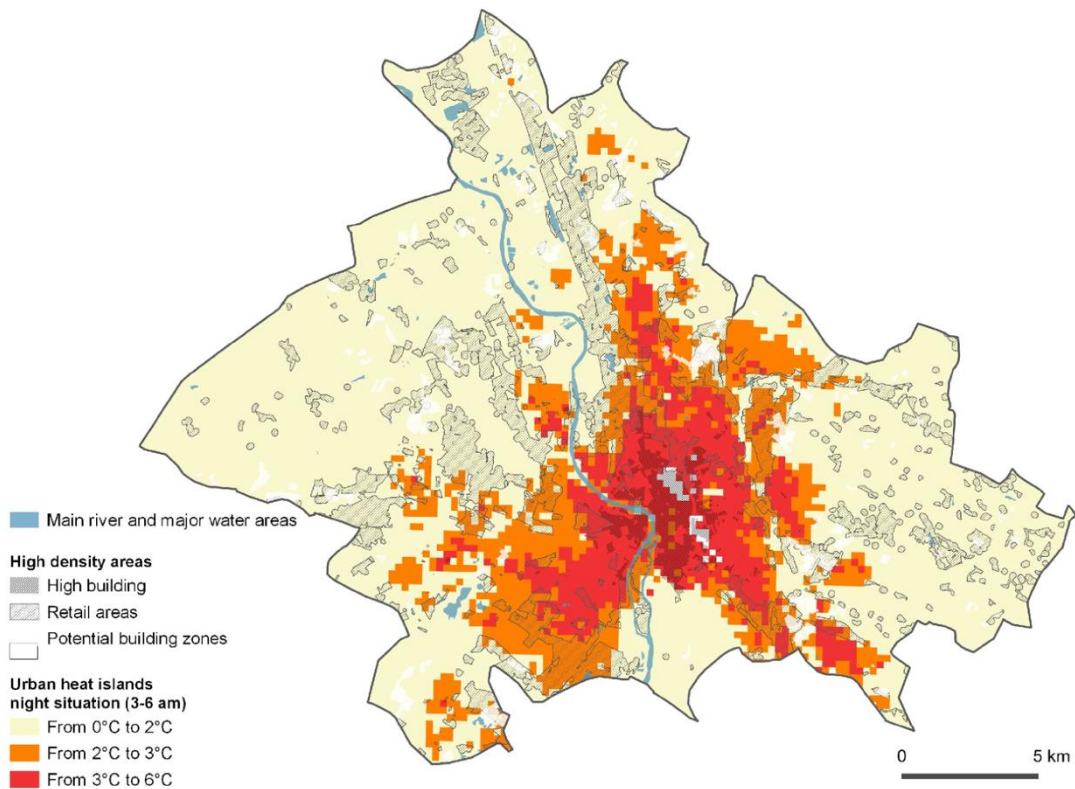 Main river and major water areas
High density areas
High building
Retail areas
Potential building zones
Urban heat islands
night situation (3-6 am)
From 0°C to 2°C
From 2°C to 3°C
From 3°C to 6°C
0 5 km